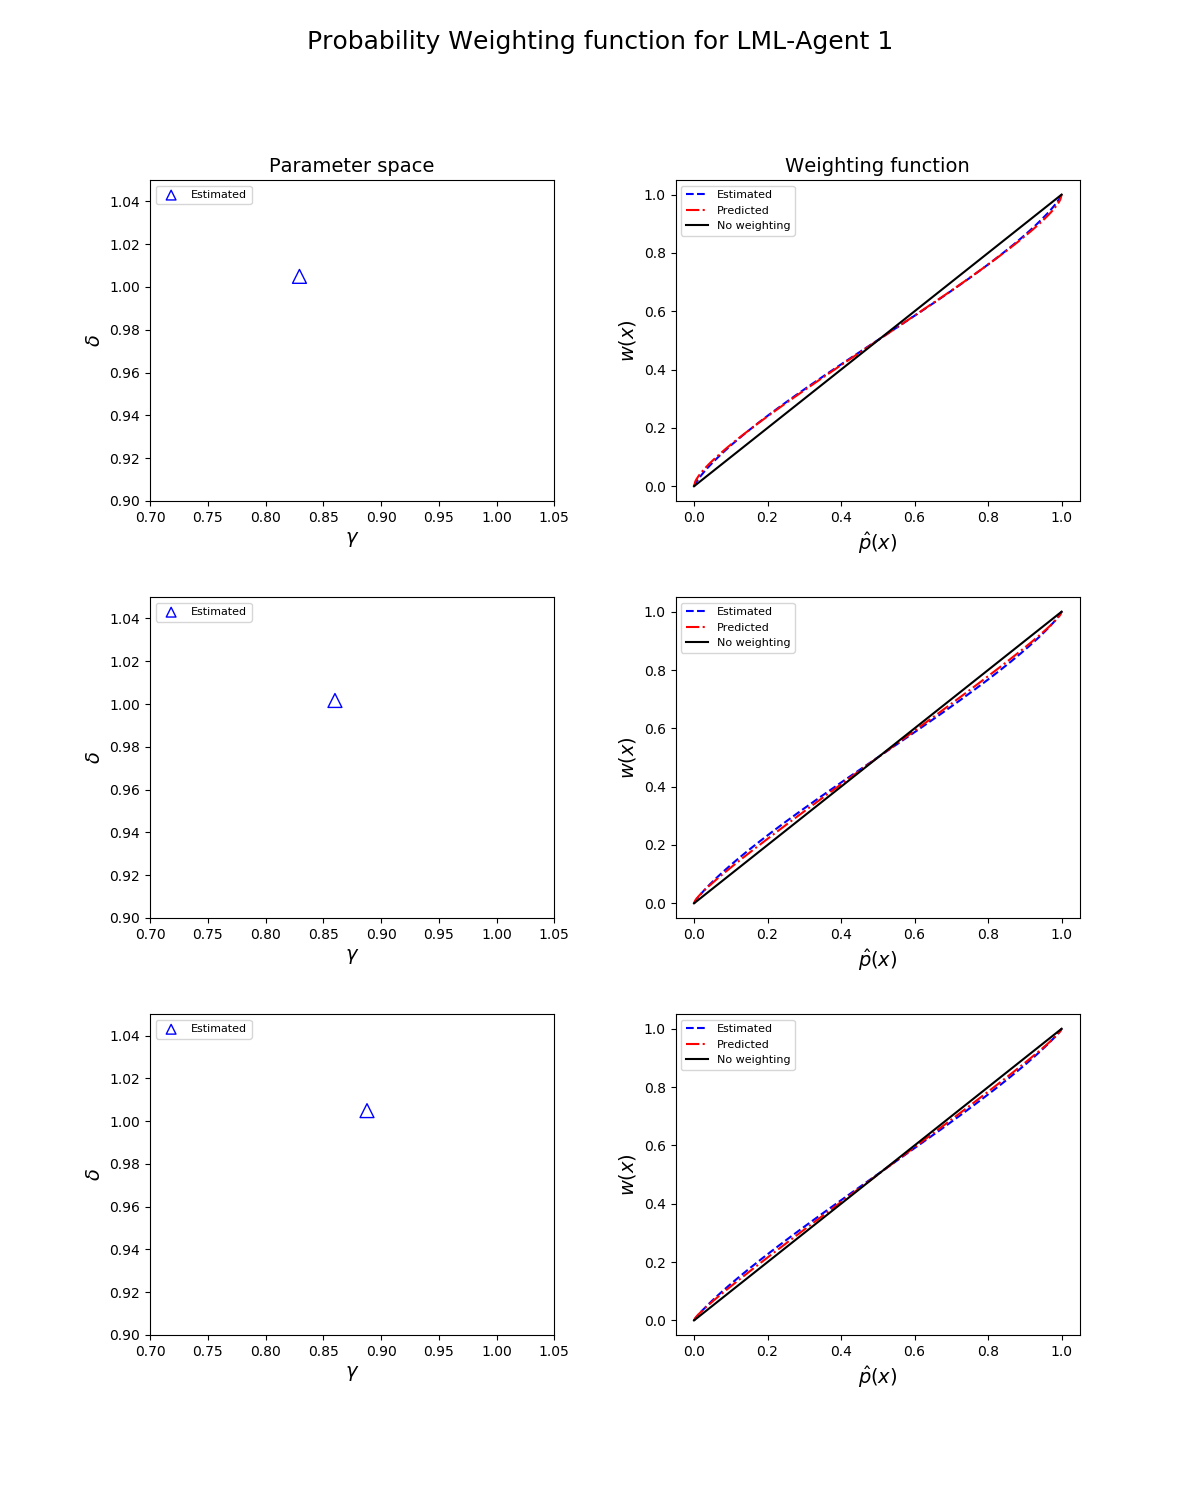 Probability Weighting function for LML-Agent 1
Parameter space
Estimated
1.04
1.02
1.00
0.98
0.96
0.94
0.92
0.90
δ
0.70 0.75 0.80 0.85 0.90 0.95 1.00 1.05
γ
Weighting function
Estimated
Predicted
No weighting
1.0
0.8
0.6
0.4
0.2
0.0
w(x)
0.0 0.2 0.4 0.6 0.8 1.0
p̂(x)
Estimated
1.04
1.02
1.00
0.98
0.96
0.94
0.92
0.90
δ
0.70 0.75 0.80 0.85 0.90 0.95 1.00 1.05
γ
Estimated
Predicted
No weighting
1.0
0.8
0.6
0.4
0.2
0.0
w(x)
0.0 0.2 0.4 0.6 0.8 1.0
p̂(x)
Estimated
1.04
1.02
1.00
0.98
0.96
0.94
0.92
0.90
δ
0.70 0.75 0.80 0.85 0.90 0.95 1.00 1.05
γ
Estimated
Predicted
No weighting
1.0
0.8
0.6
0.4
0.2
0.0
w(x)
0.0 0.2 0.4 0.6 0.8 1.0
p̂(x)